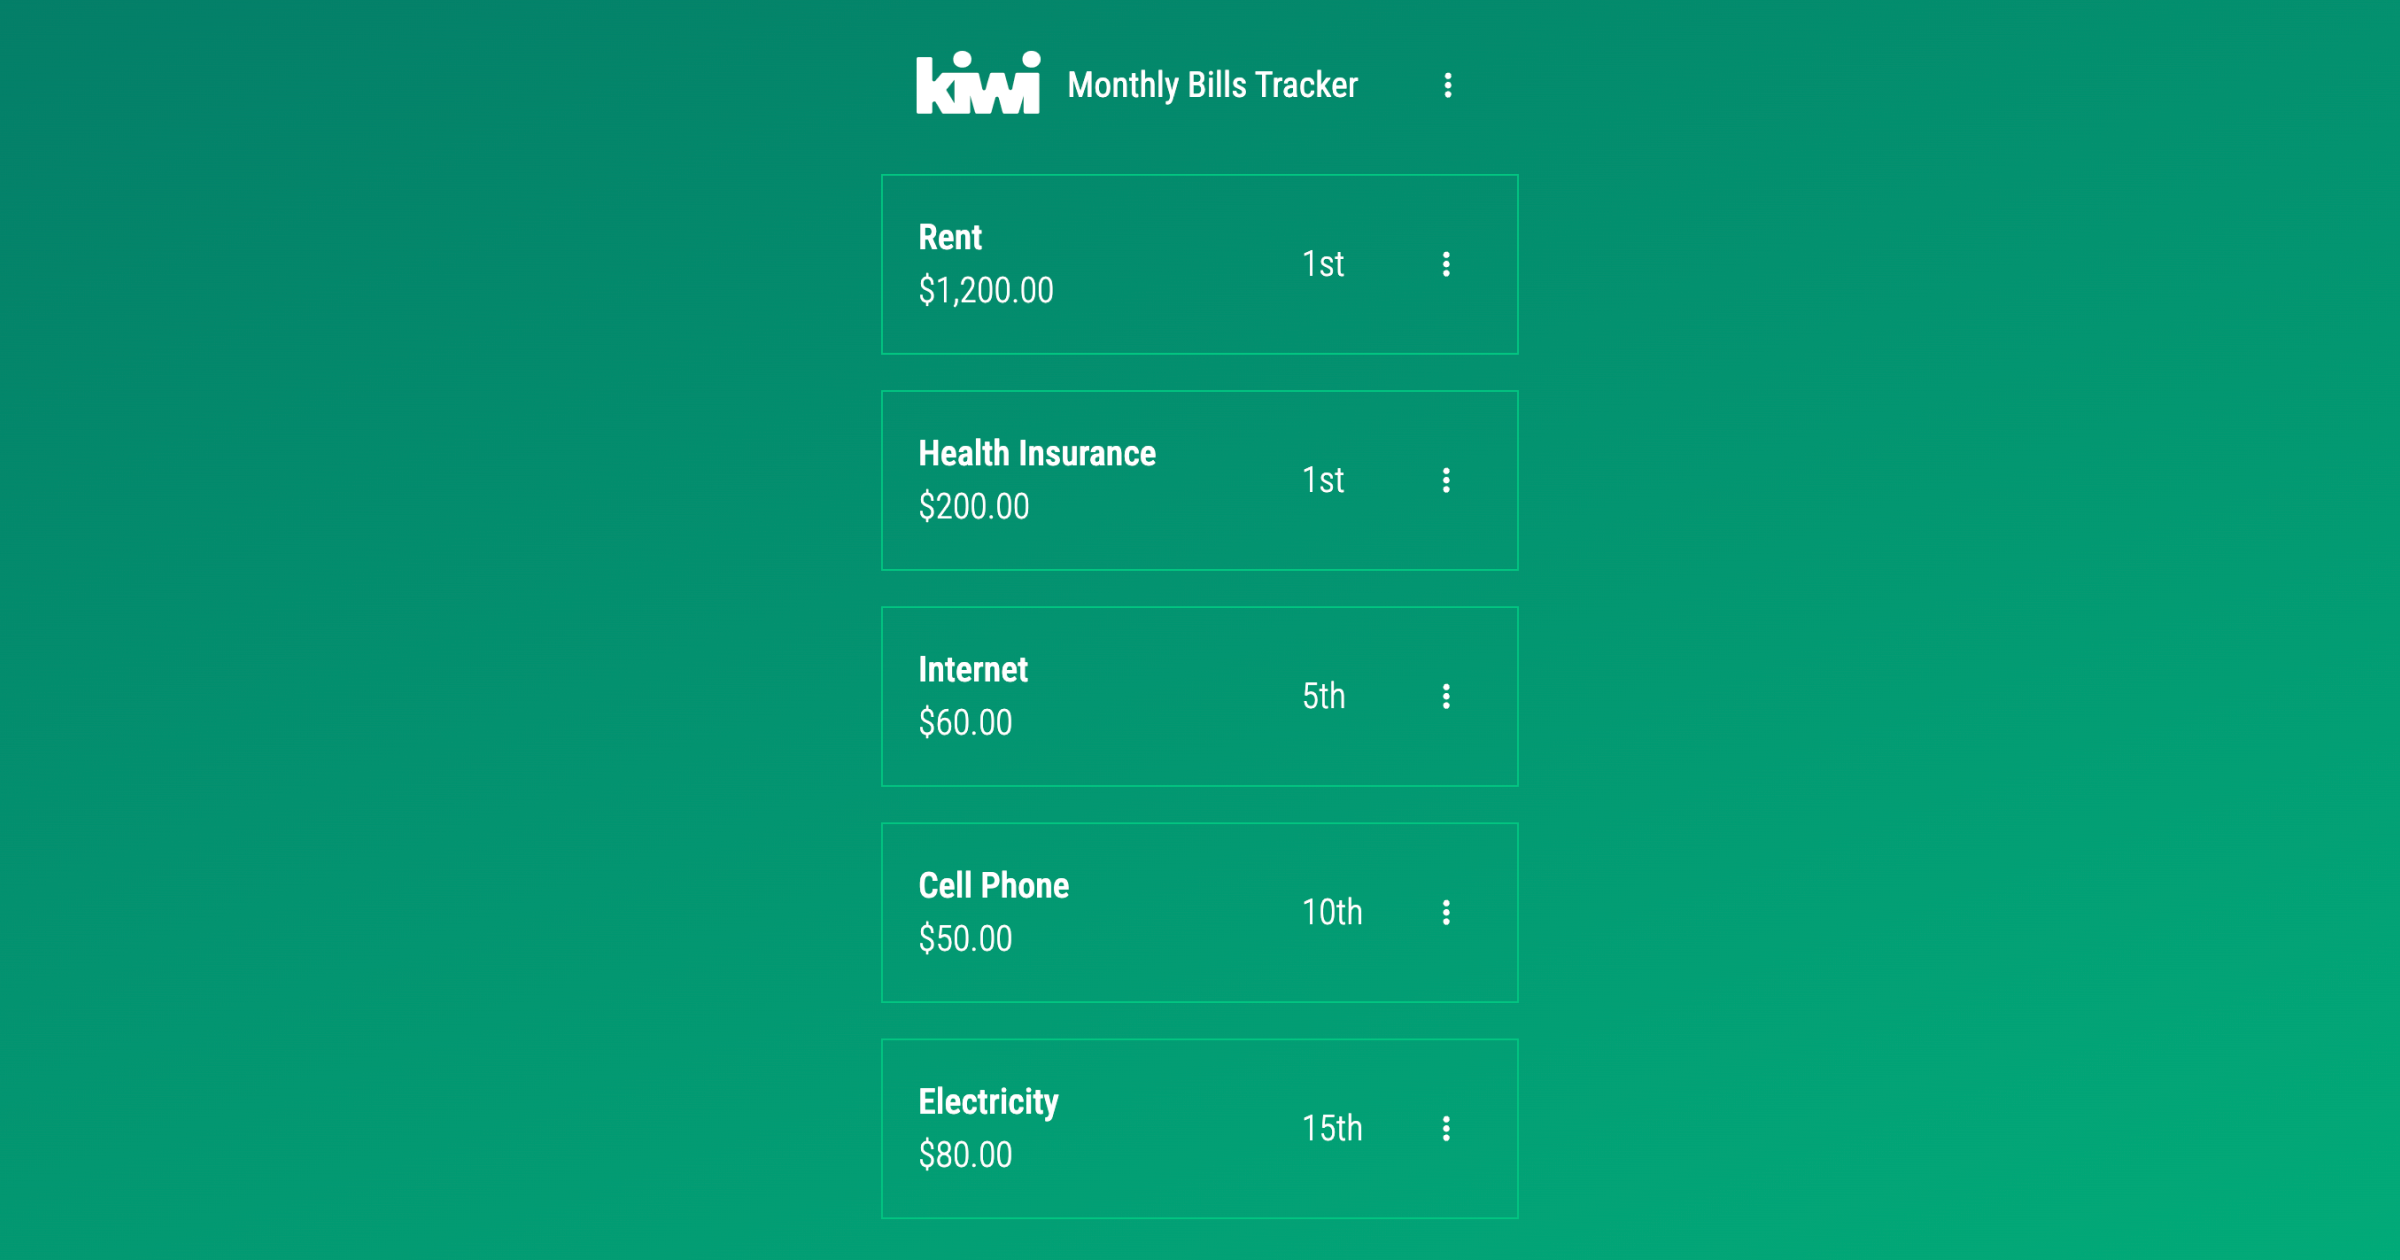 kiwi Monthly Bills Tracker
Rent
$1,200.00
1st
Health Insurance
$200.00
1st
Internet
$60.00
5th
Cell Phone
$50.00
10th
Electricity
$80.00
15th